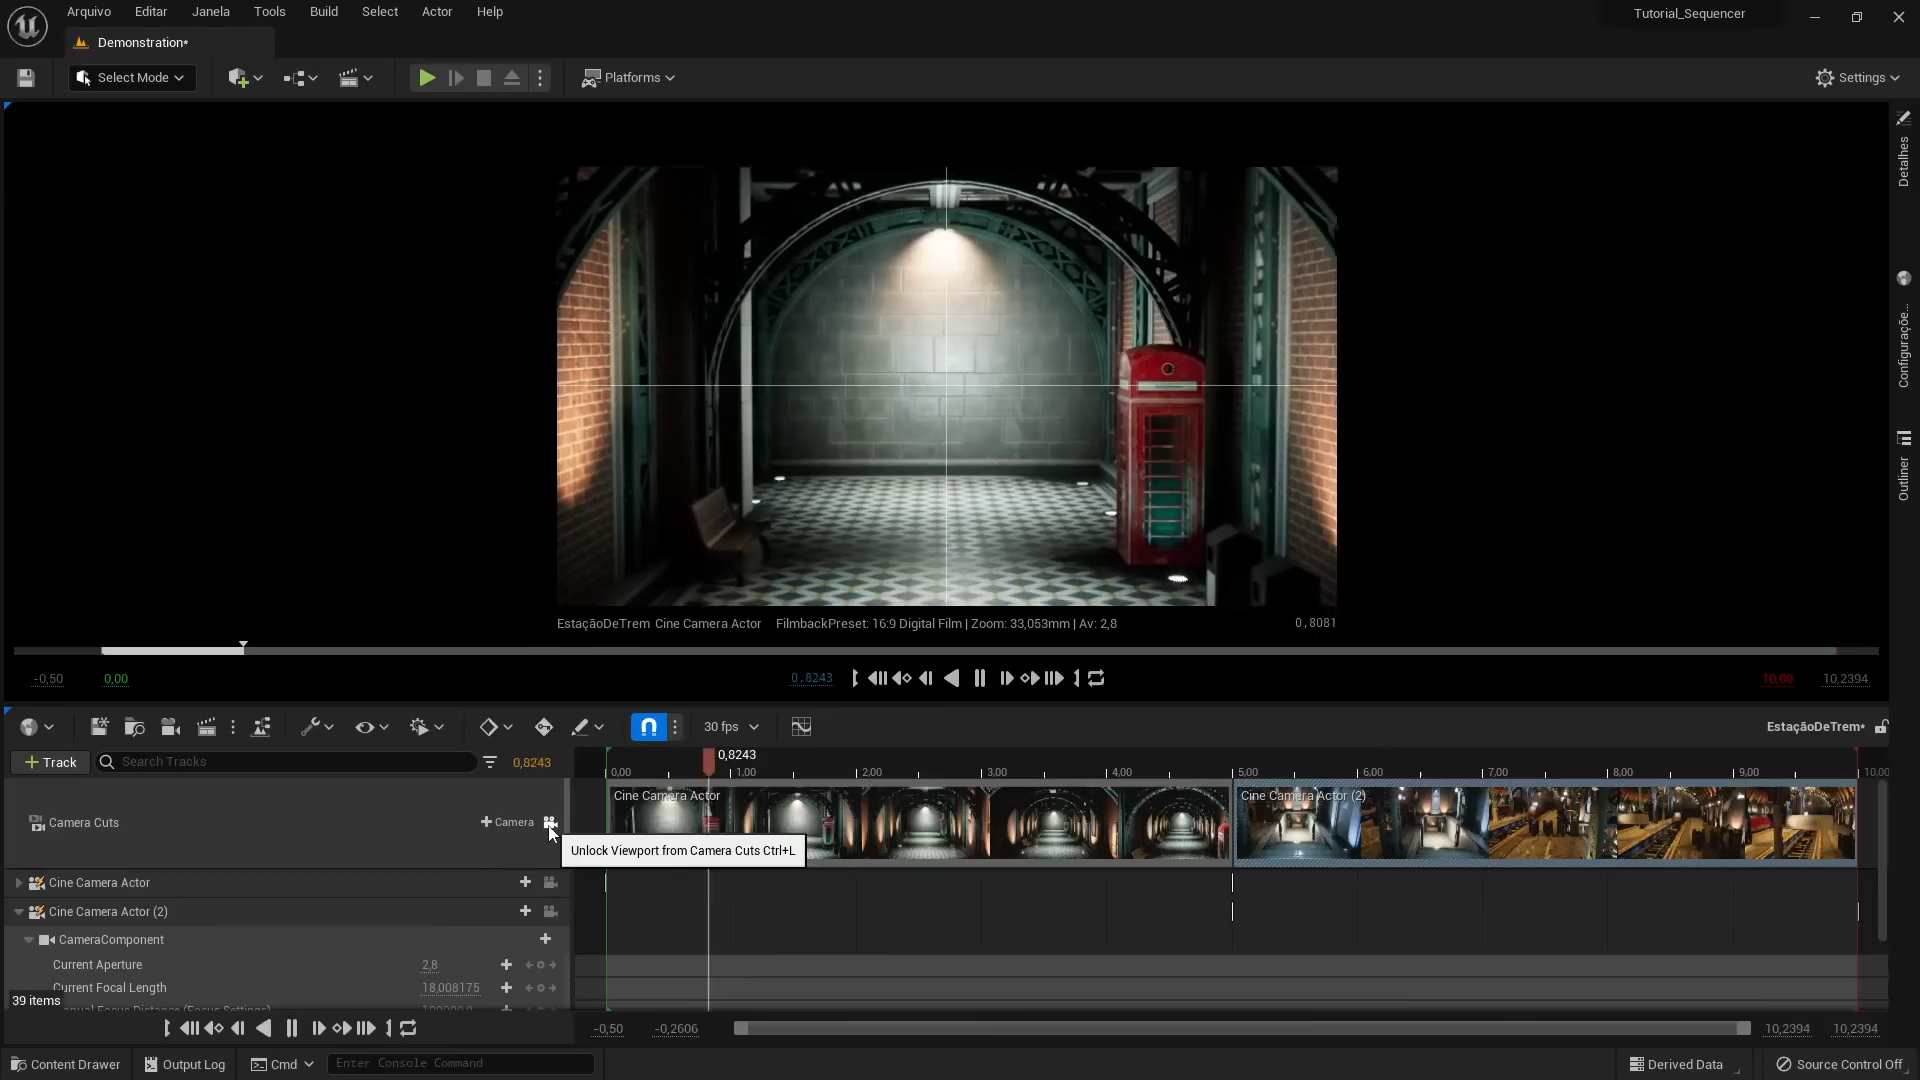 Arquivo Editar Janela Tools Build Select Actor Help
Tutorial_Sequencer
Demonstration*
Select Mode
Platforms
Settings
Detalhes
Configuraçõe...
Outliner
EstaçãoDeTrem Cine Camera Actor FilmbackPreset: 16:9 Digital Film | Zoom: 33,053mm | Av: 2,8
0,8081
-0,50 0,00 0,8243 10,00 10,2394
30 fps
EstaçãoDeTrem*
Track Search Tracks 0,8243
0,8243
0,00 1,00 2,00 3,00 4,00 5,00 6,00 7,00 8,00 9,00 10,00
Cine Camera Actor Cine Camera Actor (2)
Camera Cuts Camera
Unlock Viewport from Camera Cuts Ctrl+L
Cine Camera Actor
Cine Camera Actor (2)
CameraComponent
Current Aperture 2,8
Current Focal Length 18,008175
39 items
-0,50 -0,2606 10,2394 10,2394
Content Drawer Output Log Cmd Enter Console Command Derived Data Source Control Off